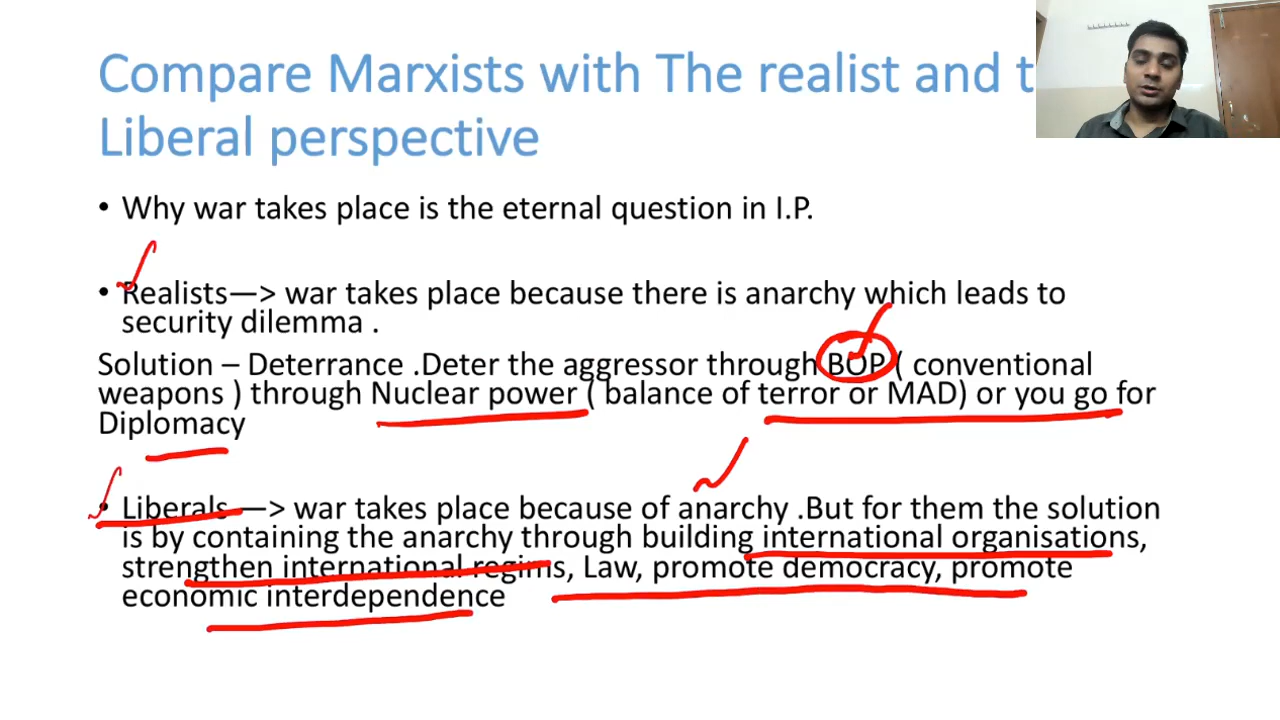 Compare Marxists with The realist and t
Liberal perspective
• Why war takes place is the eternal question in I.P.
• Realists—> war takes place because there is anarchy which leads to
security dilemma .
Solution – Deterrance .Deter the aggressor through BOP ( conventional
weapons ) through Nuclear power ( balance of terror or MAD) or you go for
Diplomacy
• Liberals —> war takes place because of anarchy .But for them the solution
is by containing the anarchy through building international organisations,
strengthen international regims, Law, promote democracy, promote
economic interdependence